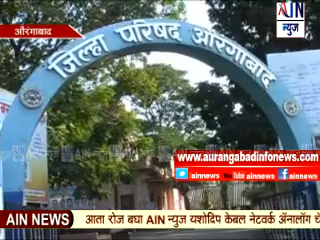 औरंगाबाद
AIN
न्युज
जिल्हा परिषद औरंगाबाद
www.aurangabadinfonews.com
ainnews
ainnews
ainnews
AIN NEWS
आता रोज बघा AIN न्युज यशोदिप केबल नेटवर्क अ‍ॅनालॉग चॅ